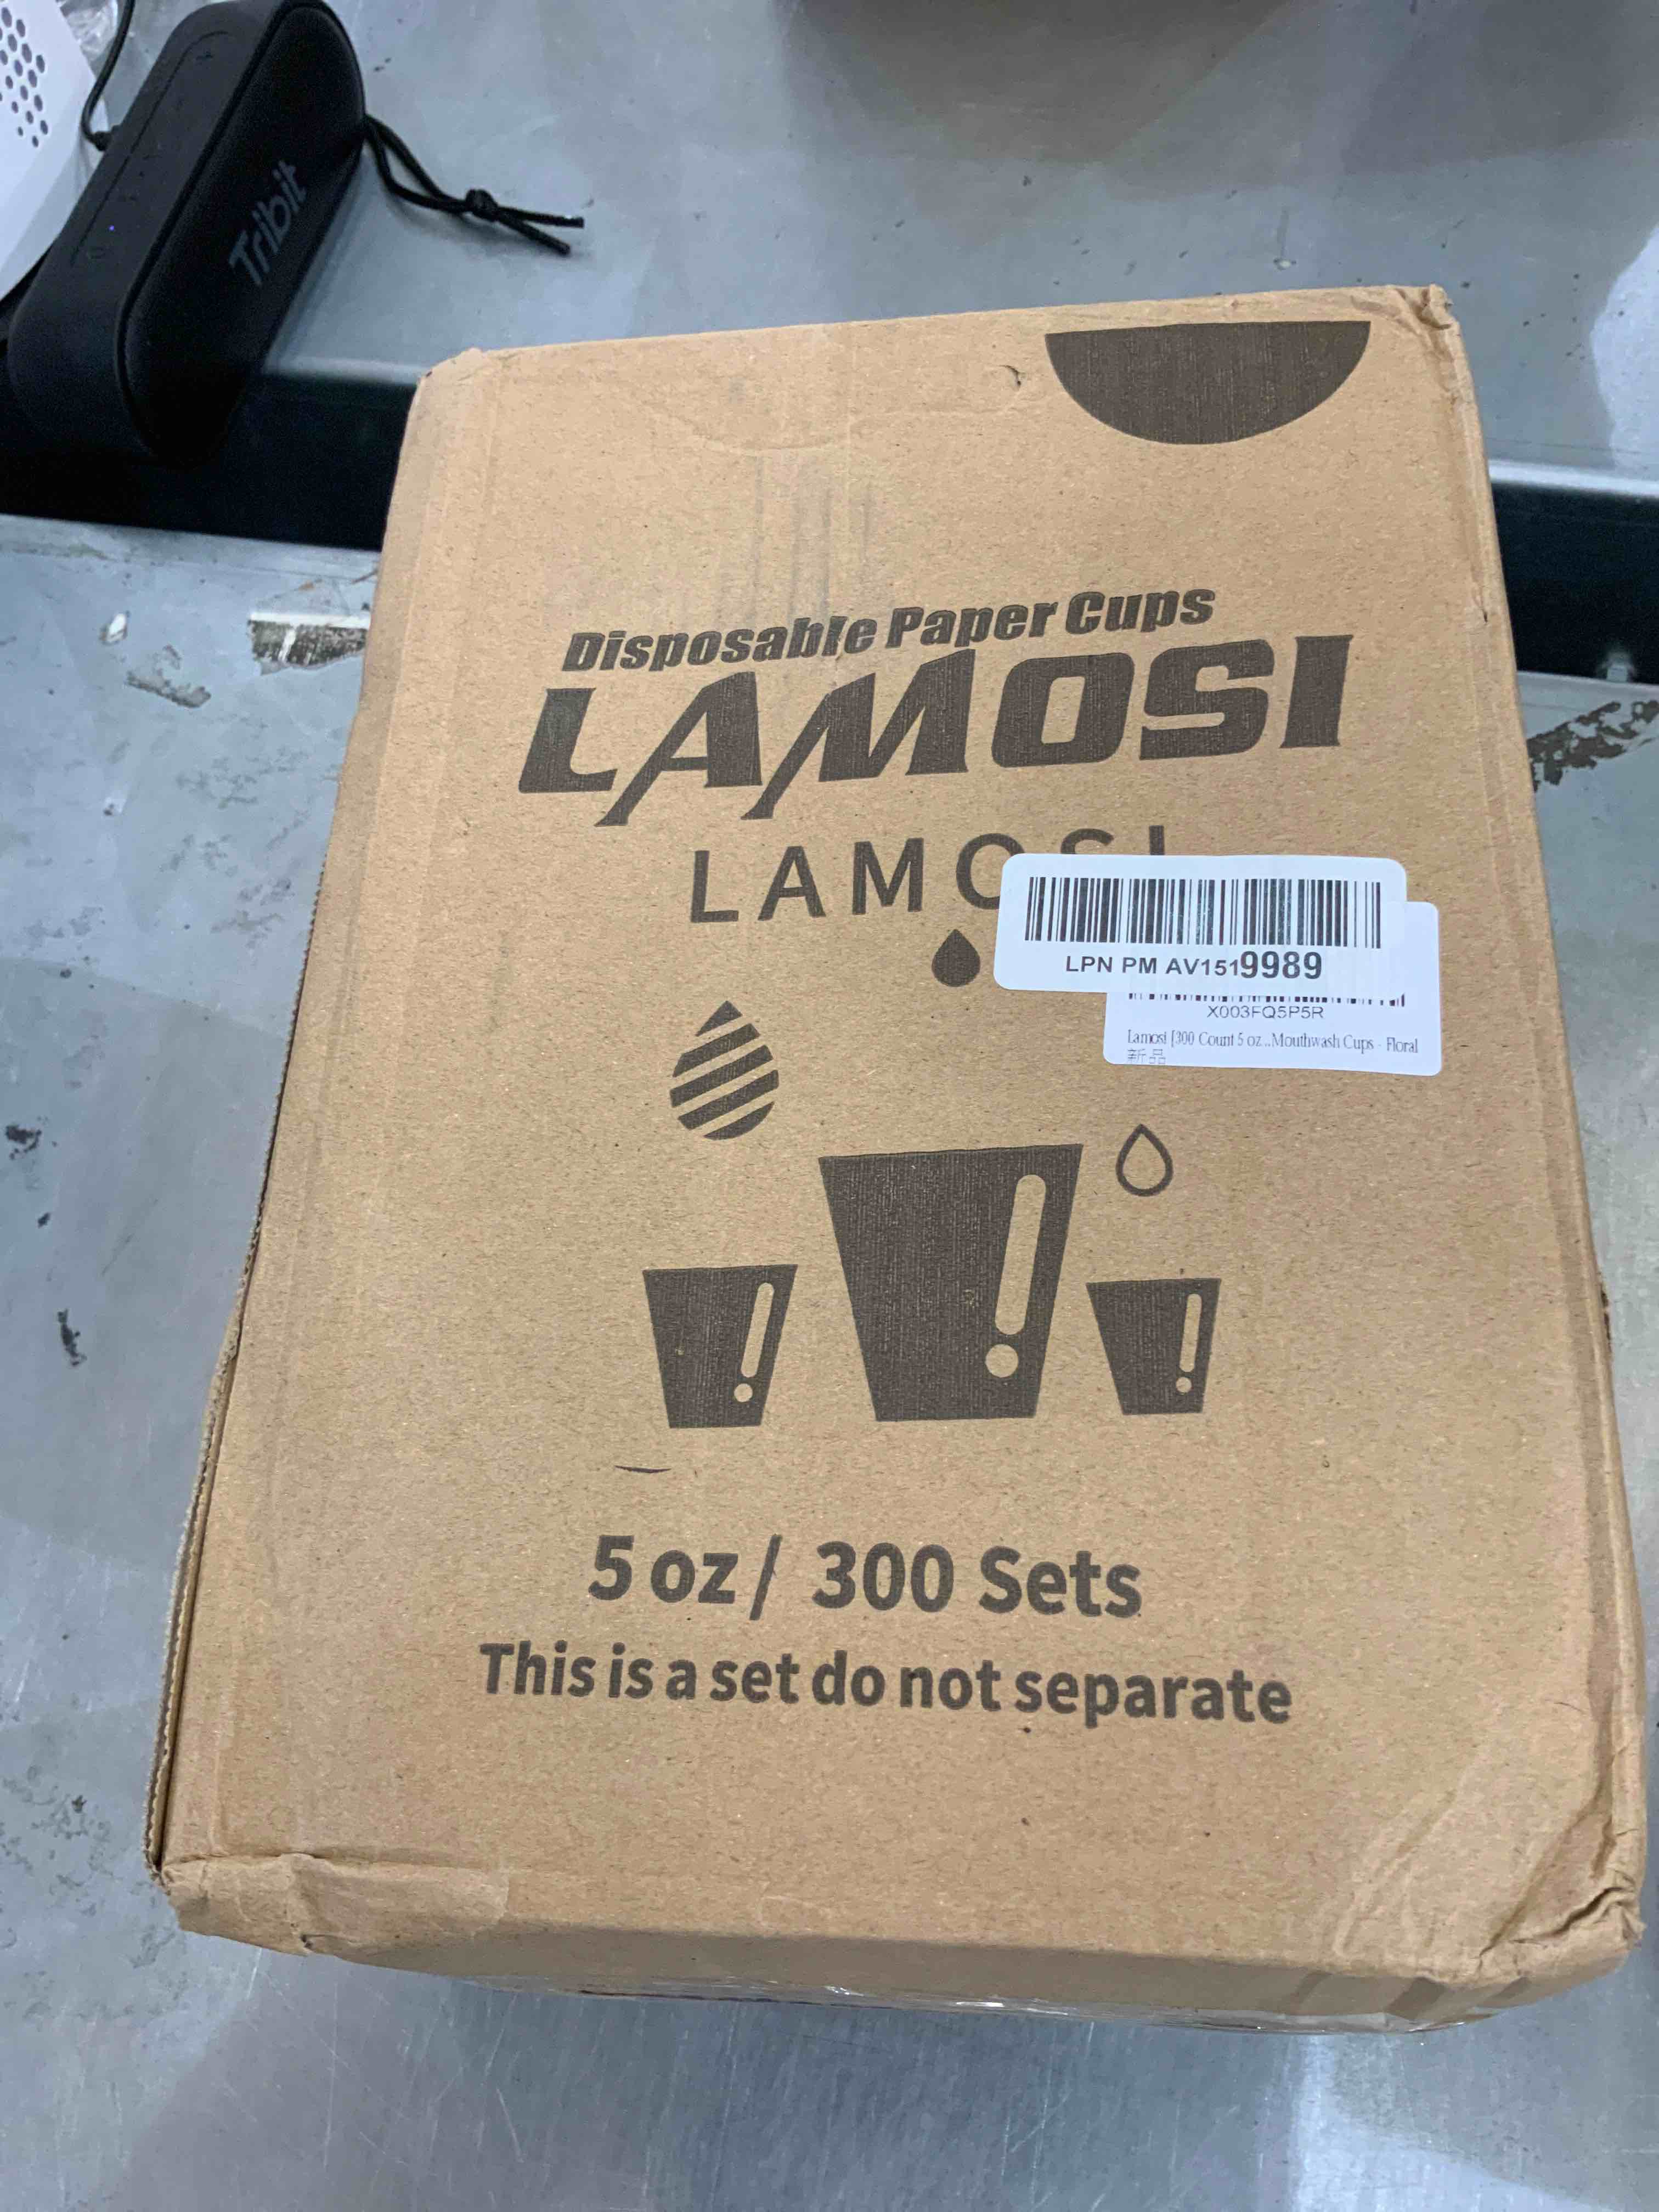 Tribit
Disposable Paper Cups
LAMOSI
LAMOSI
LPN PM AV1519989
X003FQ5P5R
Lamosi [300 Count 5 oz...Mouthwash Cups - Floral
新品
5 oz / 300 Sets
This is a set do not separate